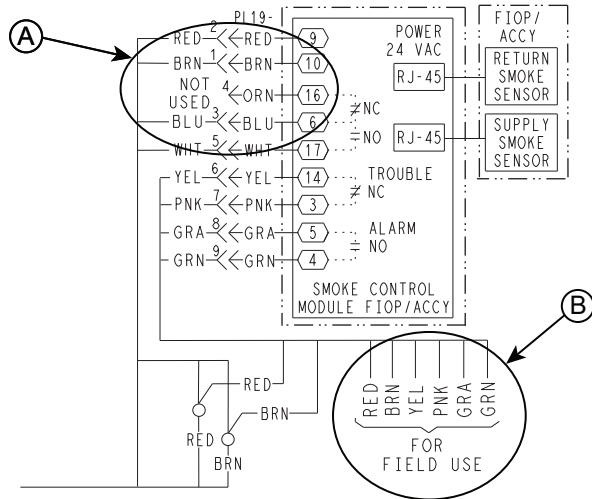 PL19-
A
RED 2 RED 9
BRN 1 BRN 10
NOT USED 4 ORN 16
BLU 3 BLU 6
WHT 5 WHT 17
YEL 6 YEL 14
PNK 7 PNK 3
GRA 8 GRA 5
GRN 9 GRN 4
NC
NO
TROUBLE
NC
ALARM
NO
POWER
24 VAC
RJ-45
RJ-45
SMOKE CONTROL
MODULE FIOP/ACCY
FIOP/
ACCY
RETURN
SMOKE
SENSOR
SUPPLY
SMOKE
SENSOR
B
RED
BRN
RED
BRN
RED
BRN
YEL
PNK
GRA
GRN
FOR
FIELD USE